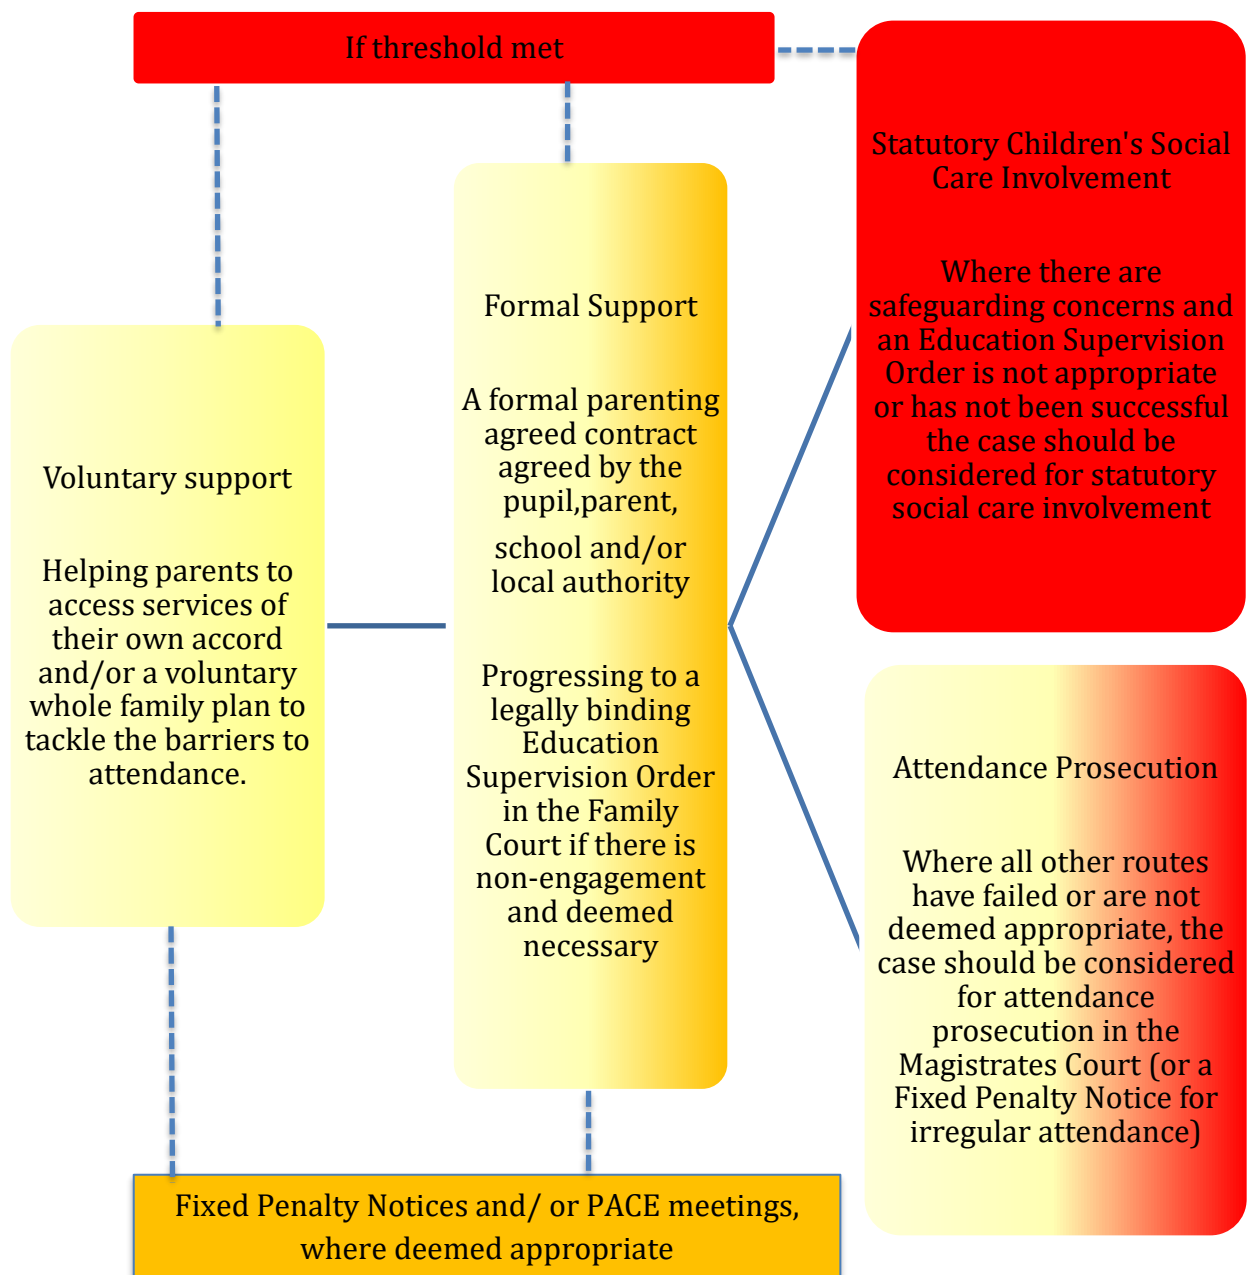 If threshold met
Voluntary support
Helping parents to
access services of
their own accord
and/or a voluntary
whole family plan to
tackle the barriers to
attendance.
Formal Support
A formal parenting
agreed contract
agreed by the
pupil,parent,
school and/or
local authority
Progressing to a
legally binding
Education
Supervision Order
in the Family
Court if there is
non-engagement
and deemed
necessary
Statutory Children's Social
Care Involvement
Where there are
safeguarding concerns and
an Education Supervision
Order is not appropriate
or has not been successful
the case should be
considered for statutory
social care involvement
Attendance Prosecution
Where all other routes
have failed or are not
deemed appropriate, the
case should be considered
for attendance
prosecution in the
Magistrates Court (or a
Fixed Penalty Notice for
irregular attendance)
Fixed Penalty Notices and/ or PACE meetings,
where deemed appropriate